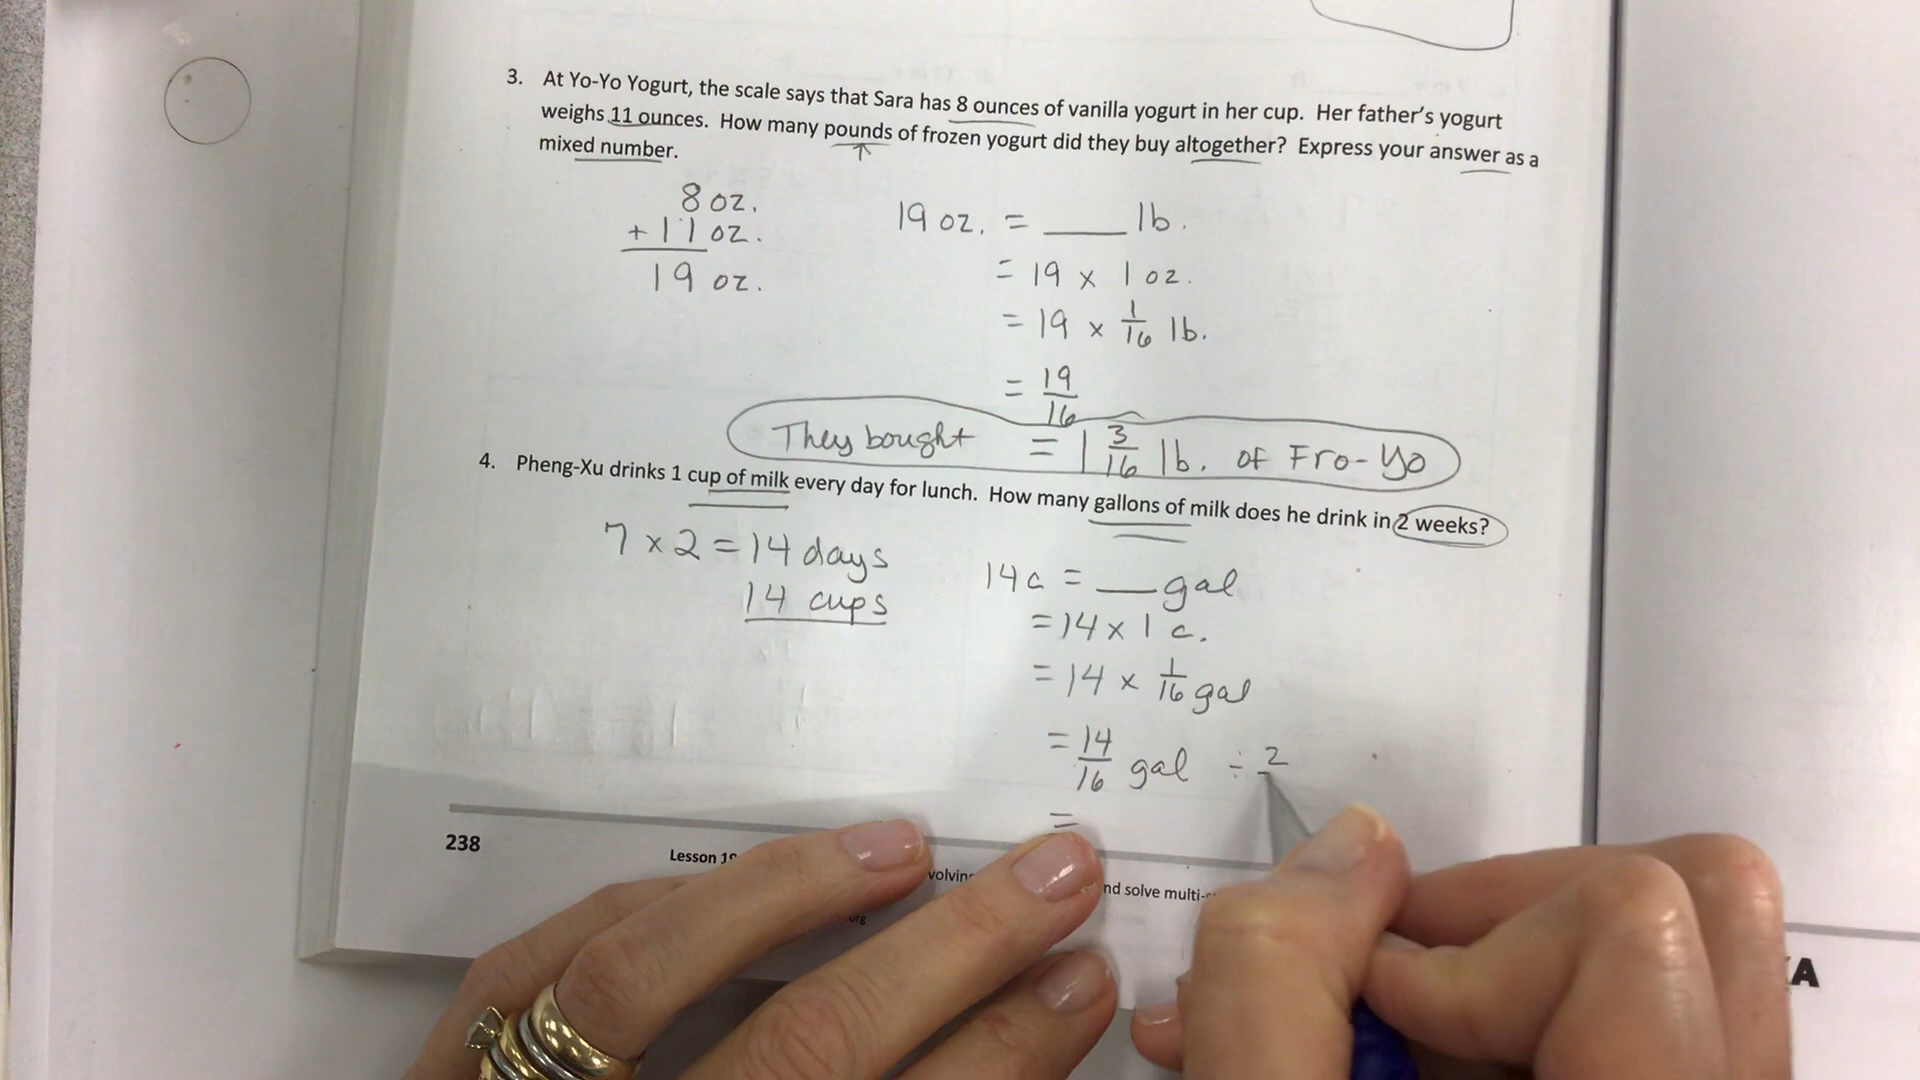 3. At Yo-Yo Yogurt, the scale says that Sara has 8 ounces of vanilla yogurt in her cup. Her father's yogurt
weighs 11 ounces. How many pounds of frozen yogurt did they buy altogether? Express your answer as a
mixed number.
8 oz.
+ 11 oz.
19 oz.
19 oz. = ___ lb.
= 19 x 1 oz.
= 19 x 1/16 lb.
= 19/16
They bought = 1 3/16 lb. of Fro-Yo
4. Pheng-Xu drinks 1 cup of milk every day for lunch. How many gallons of milk does he drink in 2 weeks?
7 x 2 = 14 days
14 cups
14 c = __ gal
= 14 x 1 c.
= 14 x 1/16 gal
= 14/16 gal ÷ 2
=
238
Lesson
nd solve multi-
A